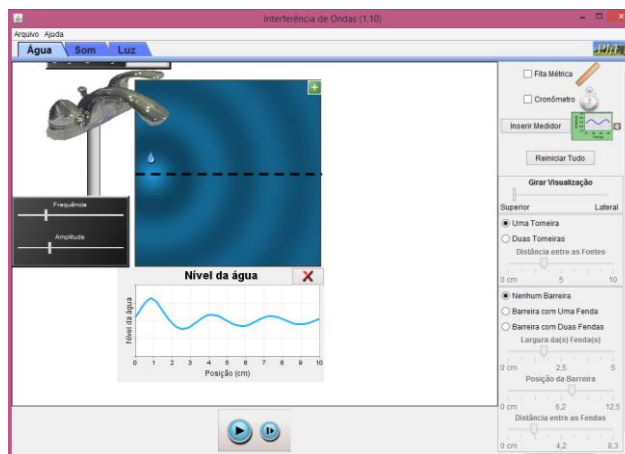 Interferência de Ondas (1.10)
Arquivo Ajuda
Água Som Luz
PhET
Fita Métrica
Cronômetro
Inserir Medidor
Reiniciar Tudo
Girar Visualização
Superior Lateral
Uma Torneira
Duas Torneiras
Distância entre as Fontes
0 cm 5 10
Nenhum Barreira
Barreira com Uma Fenda
Barreira com Duas Fendas
Largura da(s) Fenda(s)
0 cm 2,5 5
Posição da Barreira
0 cm 6,2 12,5
Distância entre as Fendas
0 cm 4,2 8,3
Frequência
Amplitude
Nível da água
Nível da água
0 1 2 3 4 5 6 7 8 9 10
Posição (cm)